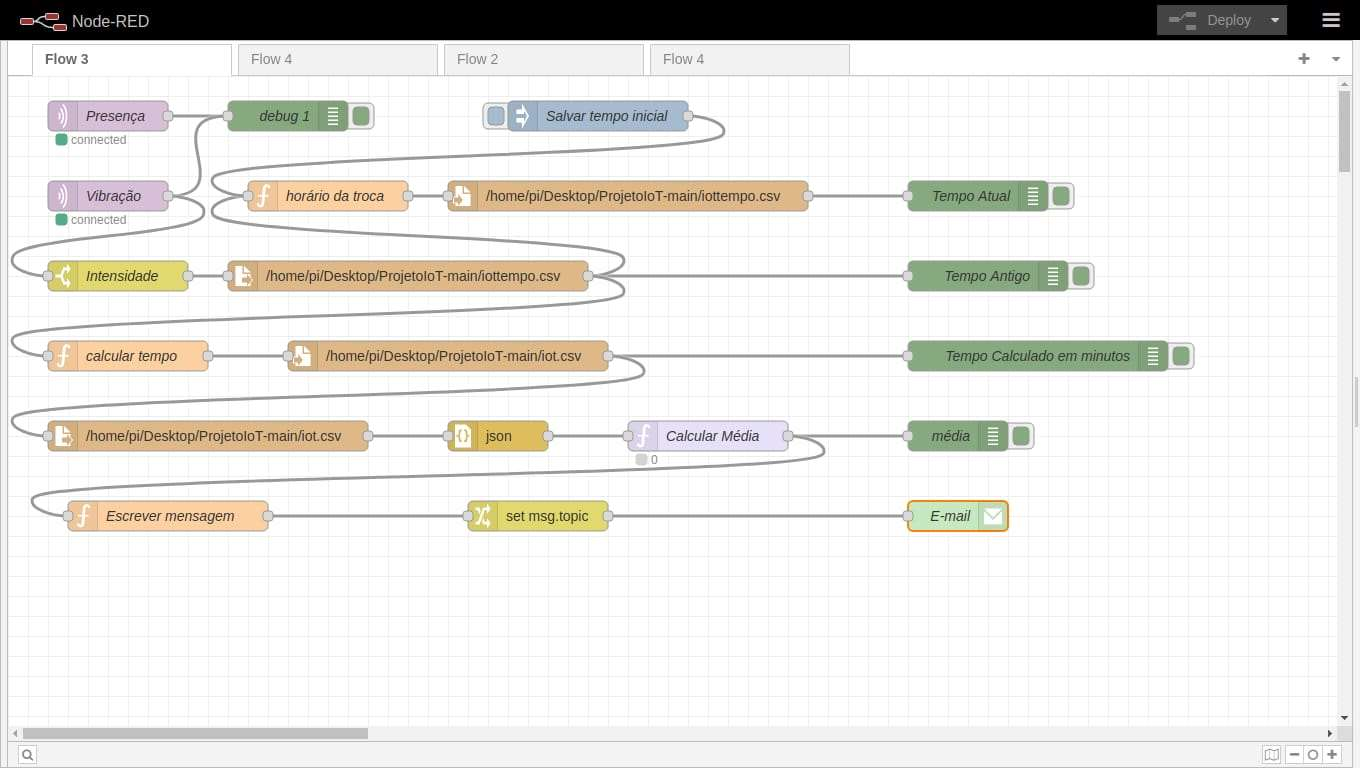 Node-RED
Deploy
Flow 3
Flow 4
Flow 2
Flow 4
Presença
debug 1
Salvar tempo inicial
connected
Vibração
horário da troca
/home/pi/Desktop/ProjetoIoT-main/iottempo.csv
Tempo Atual
connected
Intensidade
/home/pi/Desktop/ProjetoIoT-main/iottempo.csv
Tempo Antigo
calcular tempo
/home/pi/Desktop/ProjetoIoT-main/iot.csv
Tempo Calculado em minutos
/home/pi/Desktop/ProjetoIoT-main/iot.csv
json
Calcular Média
média
0
Escrever mensagem
set msg.topic
E-mail